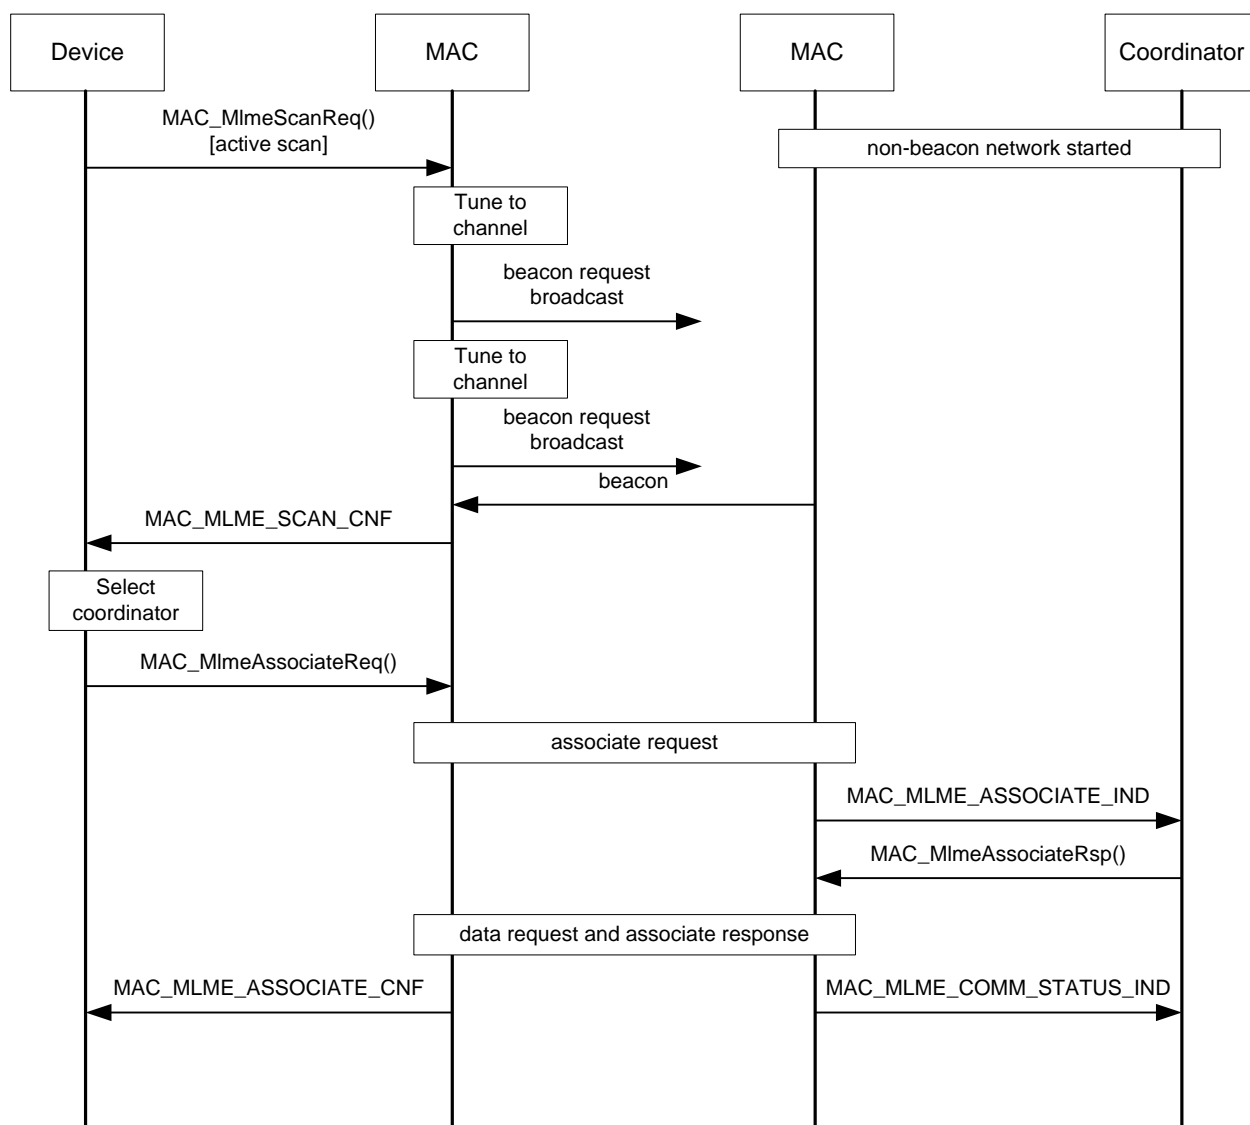 Device
MAC
MAC
Coordinator
MAC_MlmeScanReq()
[active scan]
non-beacon network started
Tune to
channel
beacon request
broadcast
Tune to
channel
beacon request
broadcast
beacon
MAC_MLME_SCAN_CNF
Select
coordinator
MAC_MlmeAssociateReq()
associate request
MAC_MLME_ASSOCIATE_IND
MAC_MlmeAssociateRsp()
data request and associate response
MAC_MLME_ASSOCIATE_CNF
MAC_MLME_COMM_STATUS_IND